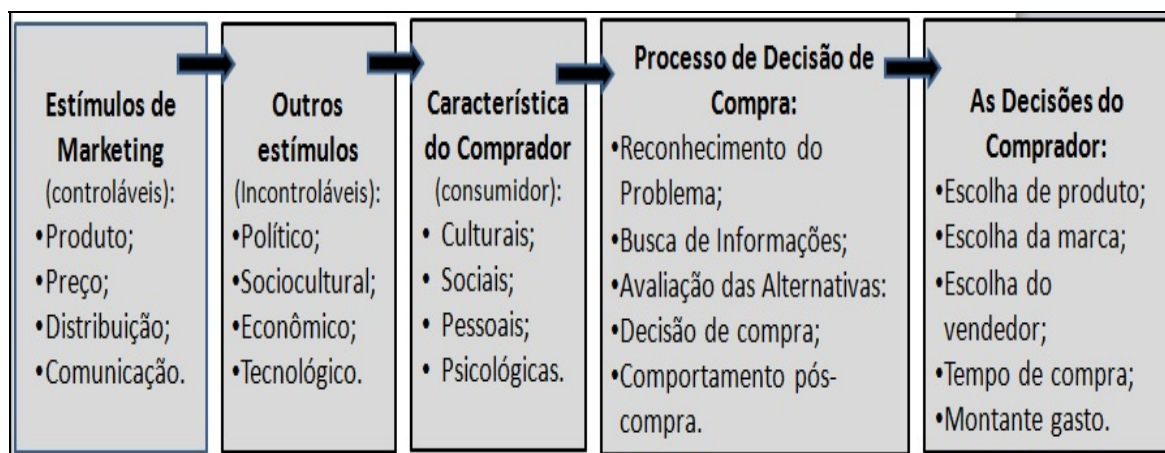 Estímulos de
Marketing
(controláveis):
•Produto;
•Preço;
•Distribuição;
•Comunicação.
Outros
estímulos
(Incontroláveis):
•Político;
•Sociocultural;
•Econômico;
•Tecnológico.
Característica
do Comprador
(consumidor):
• Culturais;
• Sociais;
• Pessoais;
• Psicológicas.
Processo de Decisão de
Compra:
•Reconhecimento do
Problema;
•Busca de Informações;
•Avaliação das Alternativas:
•Decisão de compra;
•Comportamento pós-
compra.
As Decisões do
Comprador:
•Escolha de produto;
•Escolha da marca;
•Escolha do
vendedor;
•Tempo de compra;
•Montante gasto.